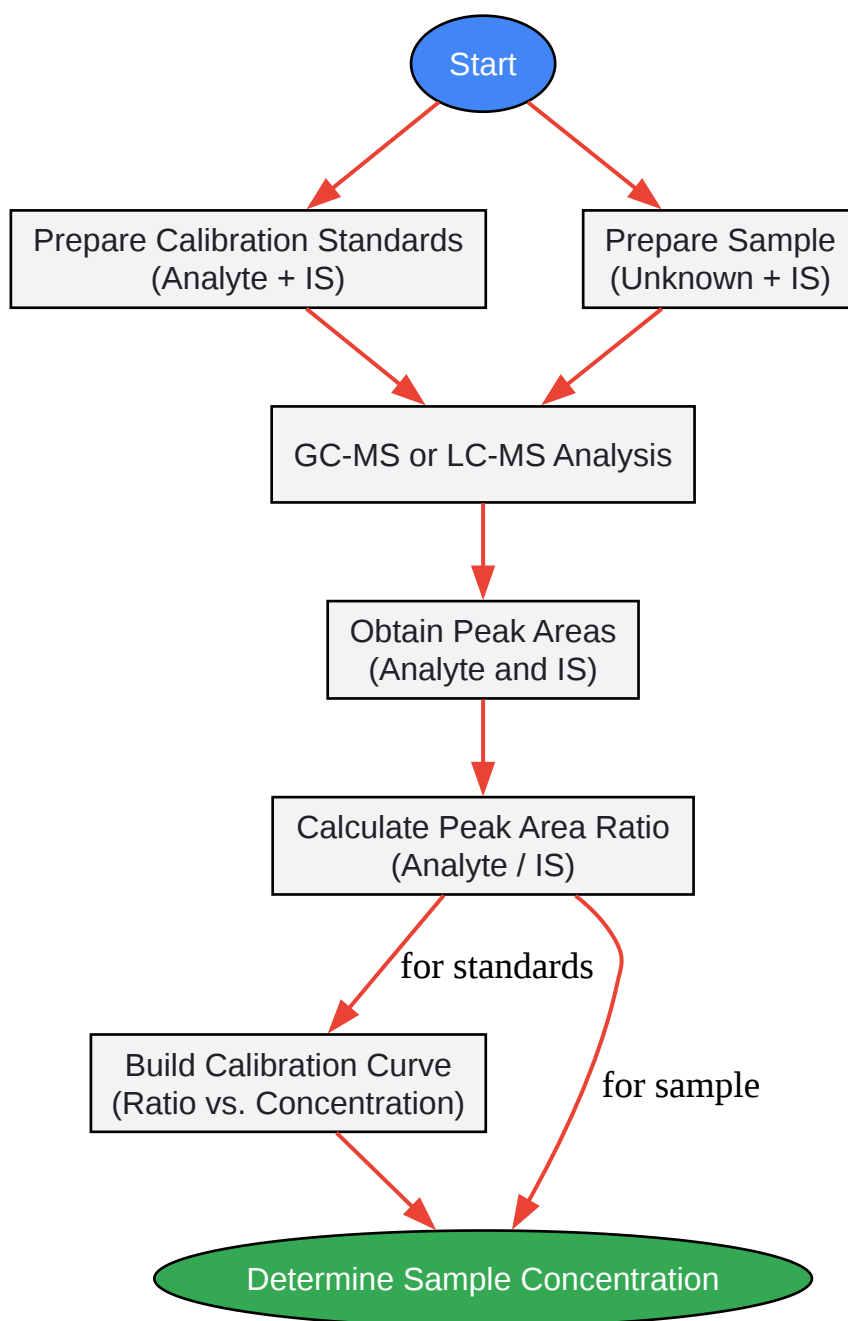 Start
Prepare Calibration Standards
(Analyte + IS)
Prepare Sample
(Unknown + IS)
GC-MS or LC-MS Analysis
Obtain Peak Areas
(Analyte and IS)
Calculate Peak Area Ratio
(Analyte / IS)
for standards
Build Calibration Curve
(Ratio vs. Concentration)
for sample
Determine Sample Concentration